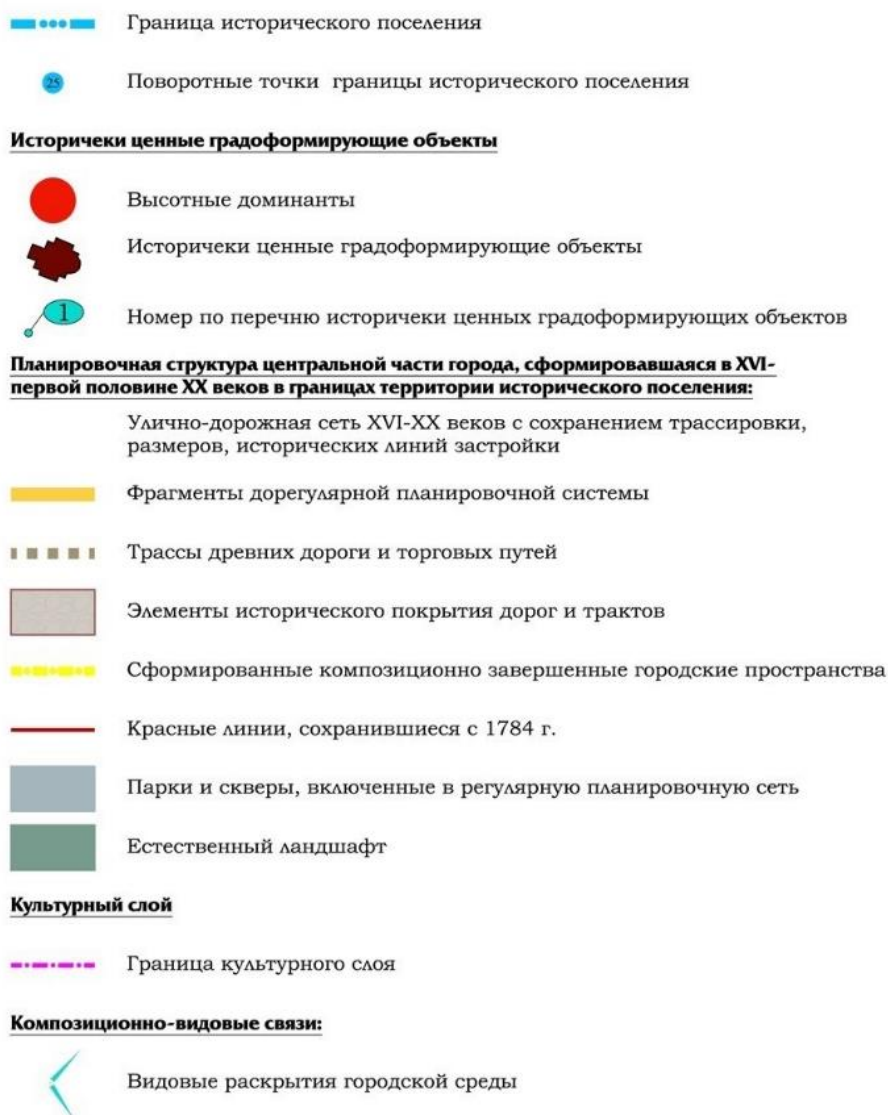 Граница исторического поселения
25
Поворотные точки границы исторического поселения
Историчеки ценные градоформирующие объекты
Высотные доминанты
Историчеки ценные градоформирующие объекты
1
Номер по перечню историчеки ценных градоформирующих объектов
Планировочная структура центральной части города, сформировавшаяся в XVI-
первой половине XX веков в границах территории исторического поселения:
Улично-дорожная сеть XVI-XX веков с сохранением трассировки,
размеров, исторических линий застройки
Фрагменты дорегулярной планировочной системы
Трассы древних дороги и торговых путей
Элементы исторического покрытия дорог и трактов
Сформированные композиционно завершенные городские пространства
Красные линии, сохранившиеся с 1784 г.
Парки и скверы, включенные в регулярную планировочную сеть
Естественный ландшафт
Культурный слой
Граница культурного слоя
Композиционно-видовые связи:
Видовые раскрытия городской среды